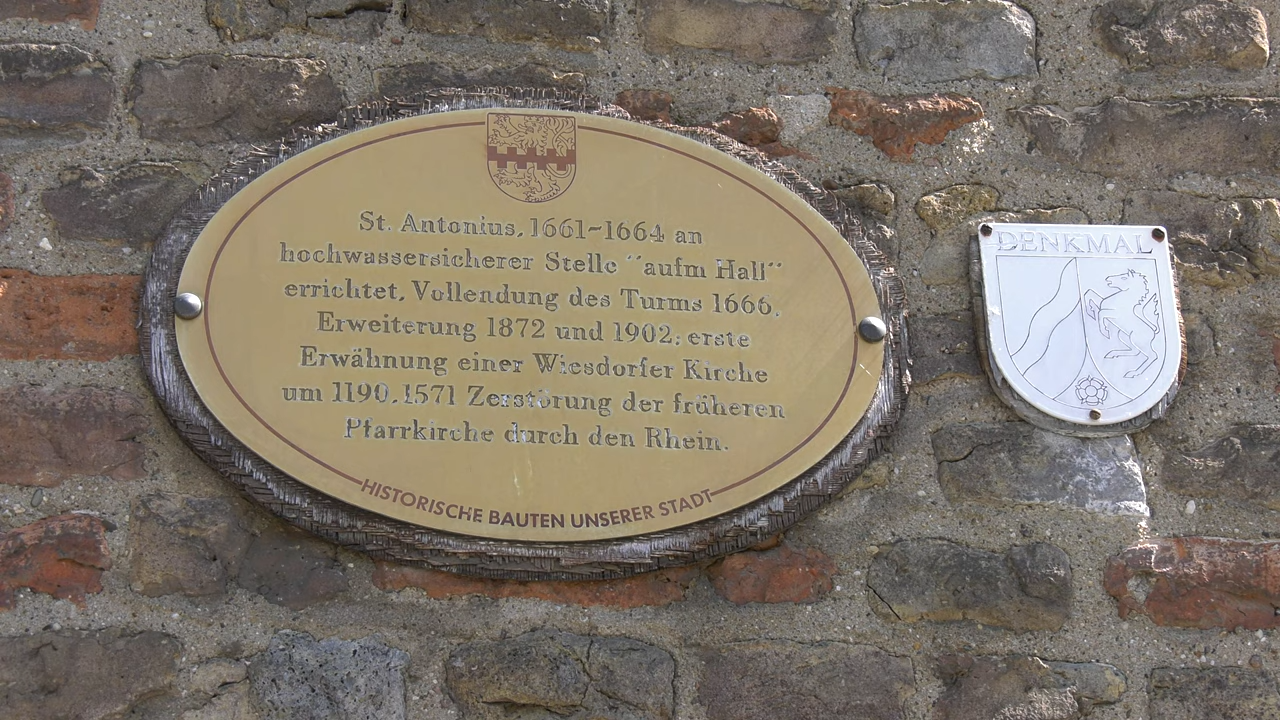 St. Antonius, 1661-1664 an
hochwassersicherer Stelle "aufm Hall"
errichtet, Vollendung des Turms 1666,
Erweiterung 1872 und 1902; erste
Erwähnung einer Wiesdorfer Kirche
um 1190. 1571 Zerstörung der früheren
Pfarrkirche durch den Rhein.
HISTORISCHE BAUTEN UNSERER STADT
DENKMAL